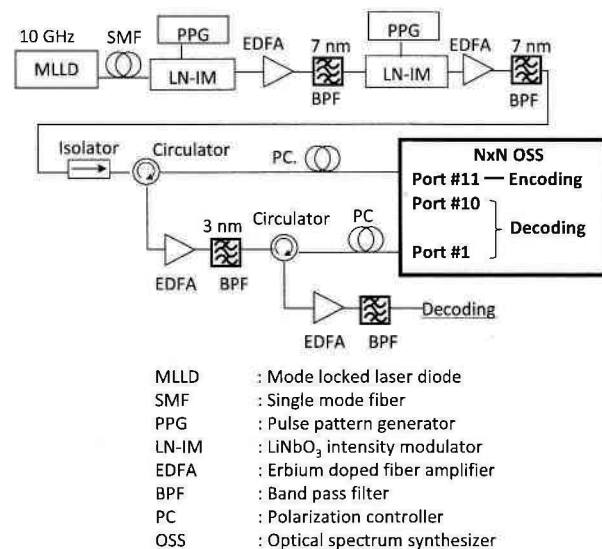 10 GHz SMF PPG EDFA 7 nm PPG EDFA 7 nm
MLLD LN-IM BPF LN-IM BPF
Isolator Circulator PC.
NxN OSS
Port #11 — Encoding
Port #10
Decoding
Port #1
3 nm Circulator PC
EDFA BPF
Decoding
EDFA BPF
MLLD : Mode locked laser diode
SMF : Single mode fiber
PPG : Pulse pattern generator
LN-IM : LiNbO₃ intensity modulator
EDFA : Erbium doped fiber amplifier
BPF : Band pass filter
PC : Polarization controller
OSS : Optical spectrum synthesizer